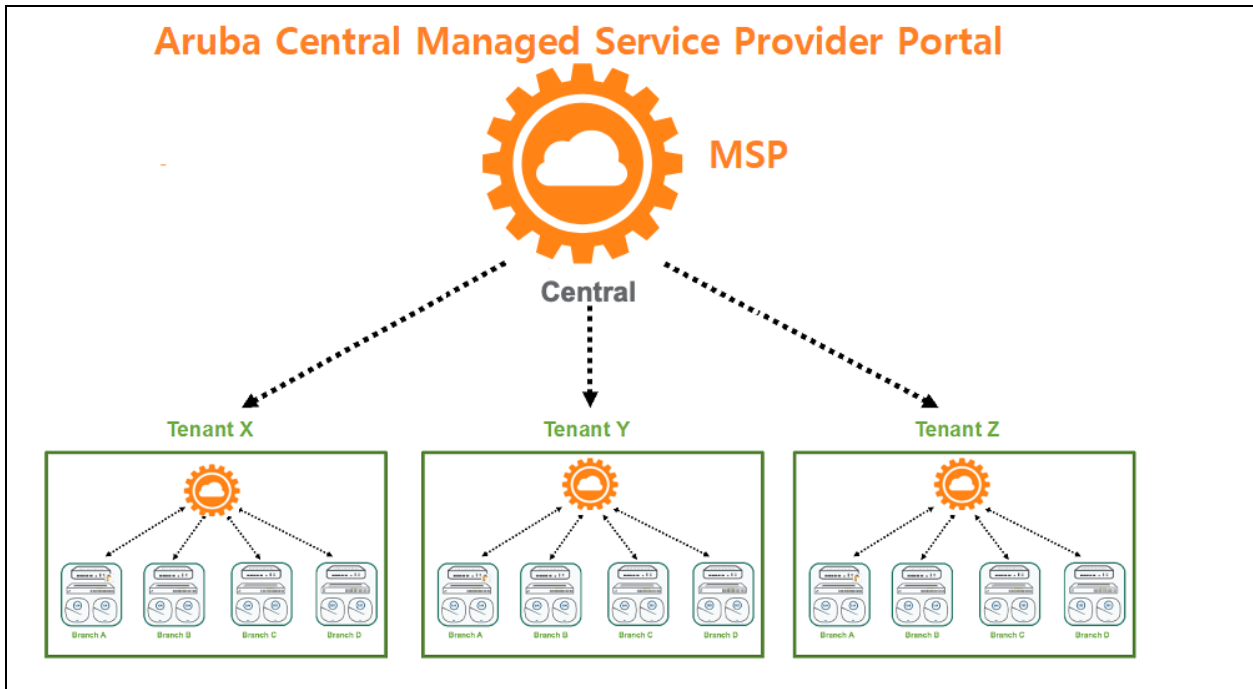 Aruba Central Managed Service Provider Portal
MSP
Central
Tenant X
Tenant Y
Tenant Z
Branch A
Branch B
Branch C
Branch D
Branch A
Branch B
Branch C
Branch D
Branch A
Branch B
Branch C
Branch D